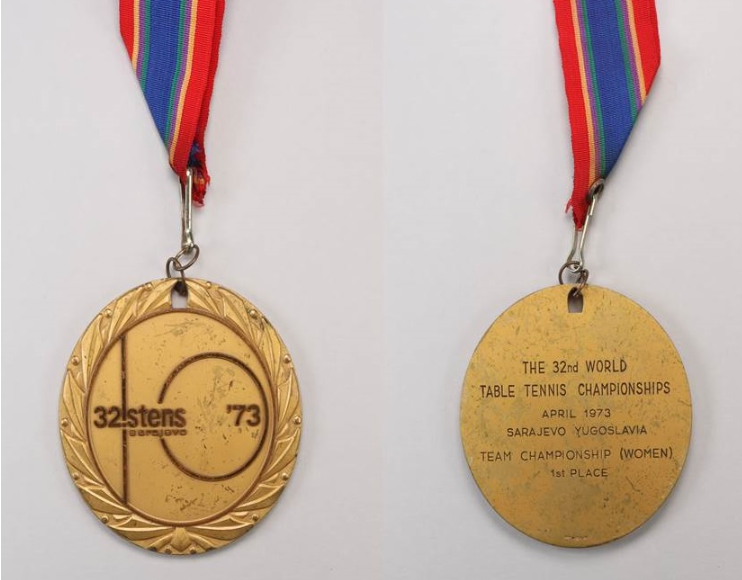 32.stens '73
sarajevo
THE 32nd WORLD
TABLE TENNIS CHAMPIONSHIPS
APRIL 1973
SARAJEVO YUGOSLAVIA
TEAM CHAMPIONSHIP (WOMEN)
1st PLACE